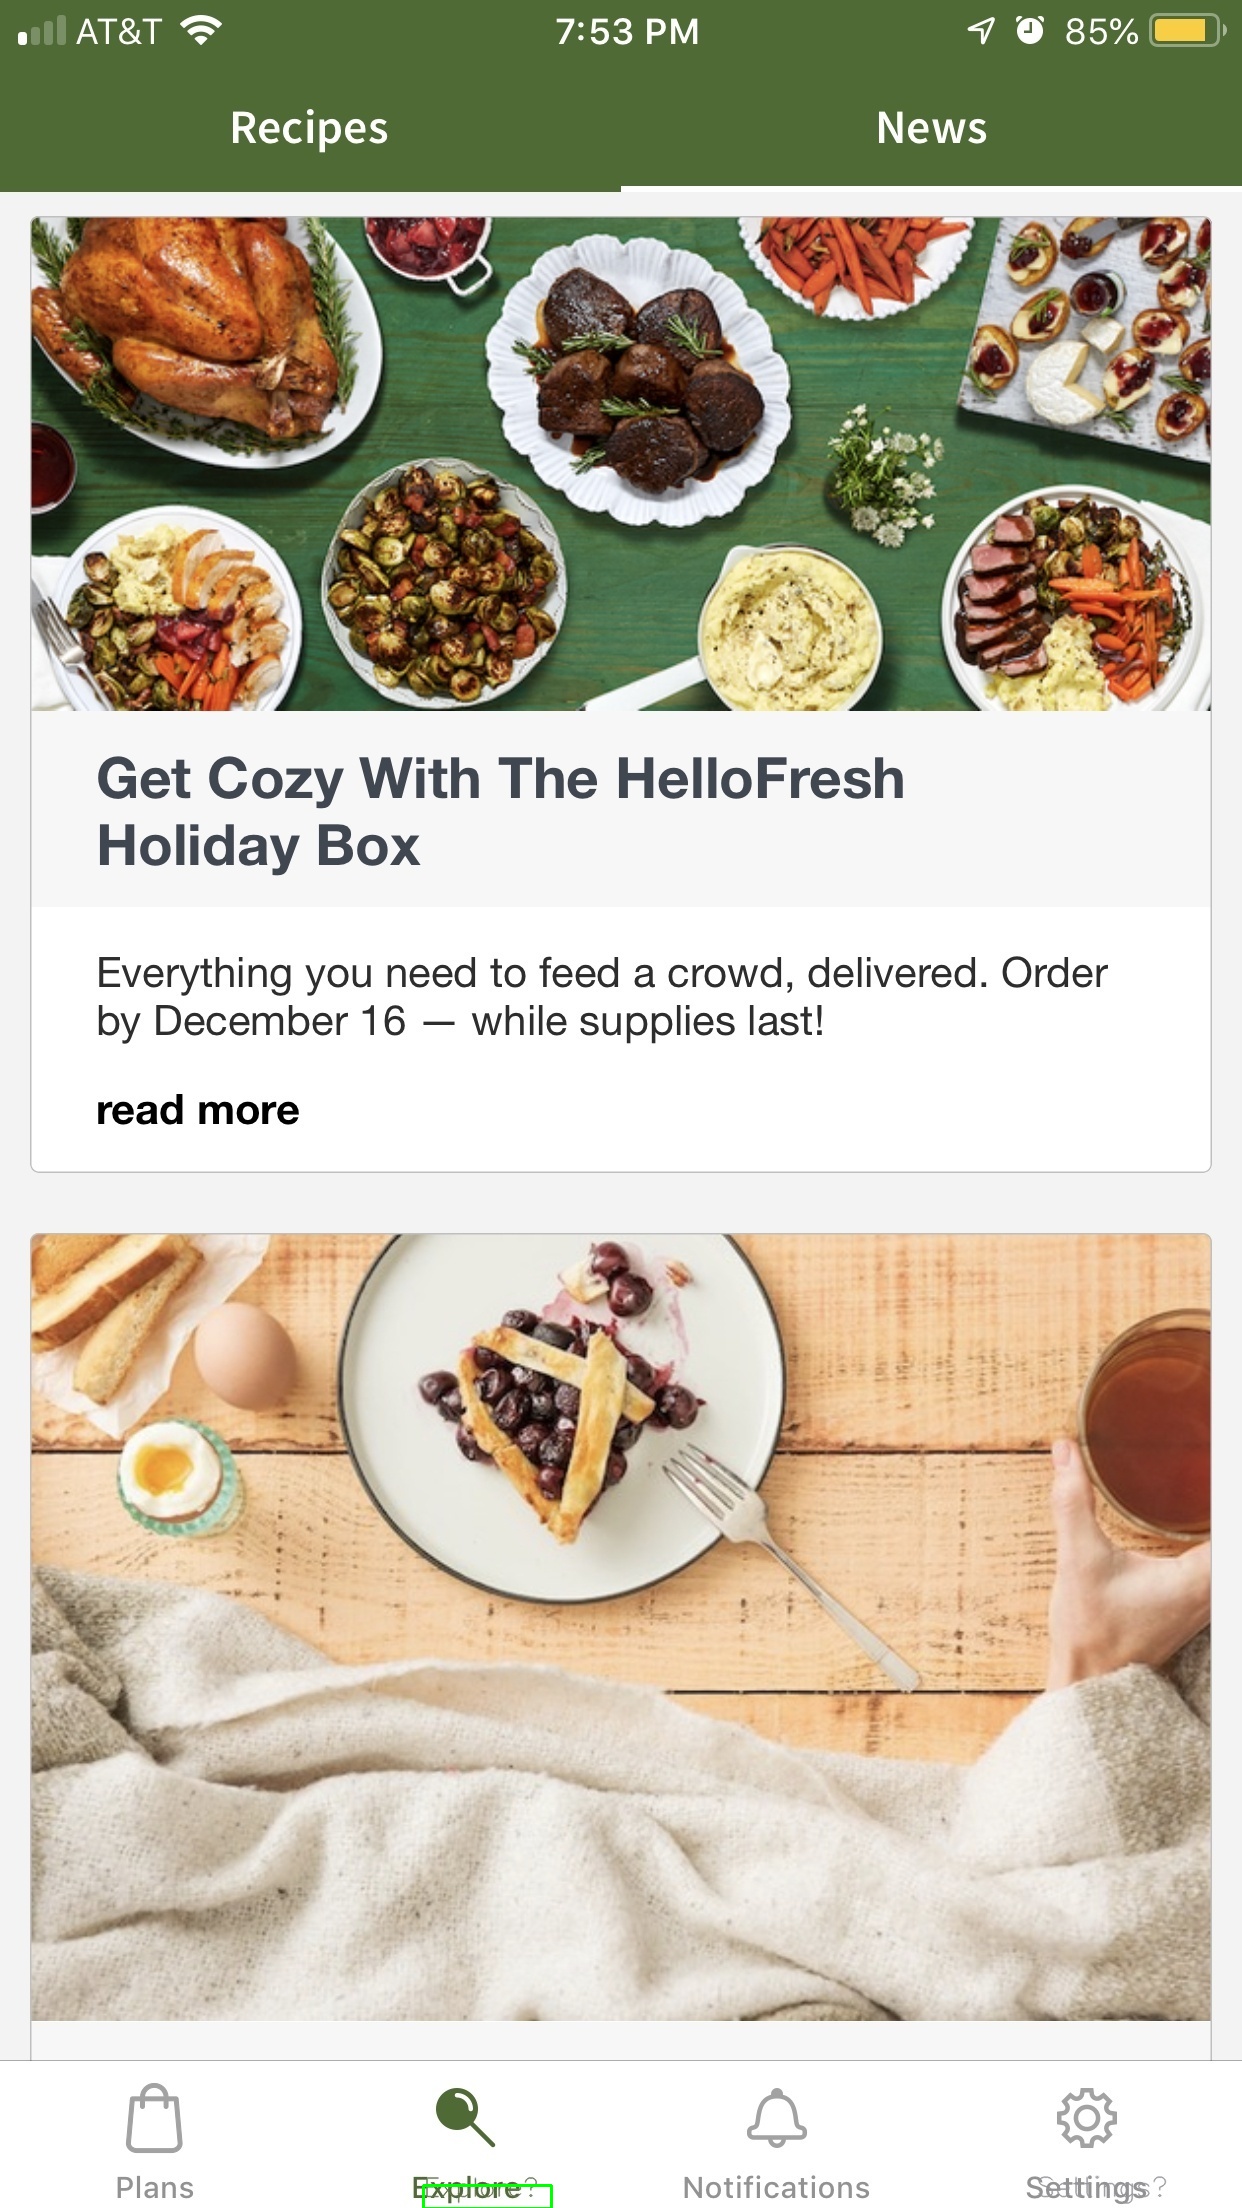 AT&T 7:53 PM 85%
Recipes News
Get Cozy With The HelloFresh
Holiday Box
Everything you need to feed a crowd, delivered. Order
by December 16 — while supplies last!
read more
Plans Explore Notifications Settings